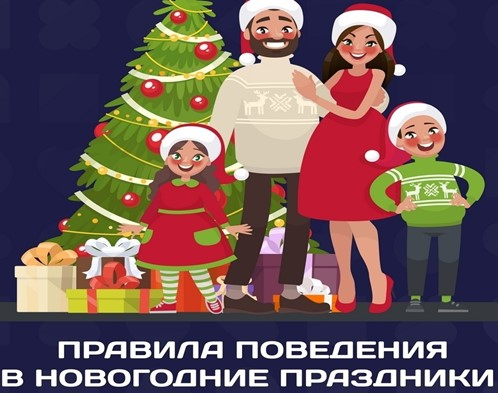 ПРАВИЛА ПОВЕДЕНИЯ
В НОВОГОДНИЕ ПРАЗДНИКИ